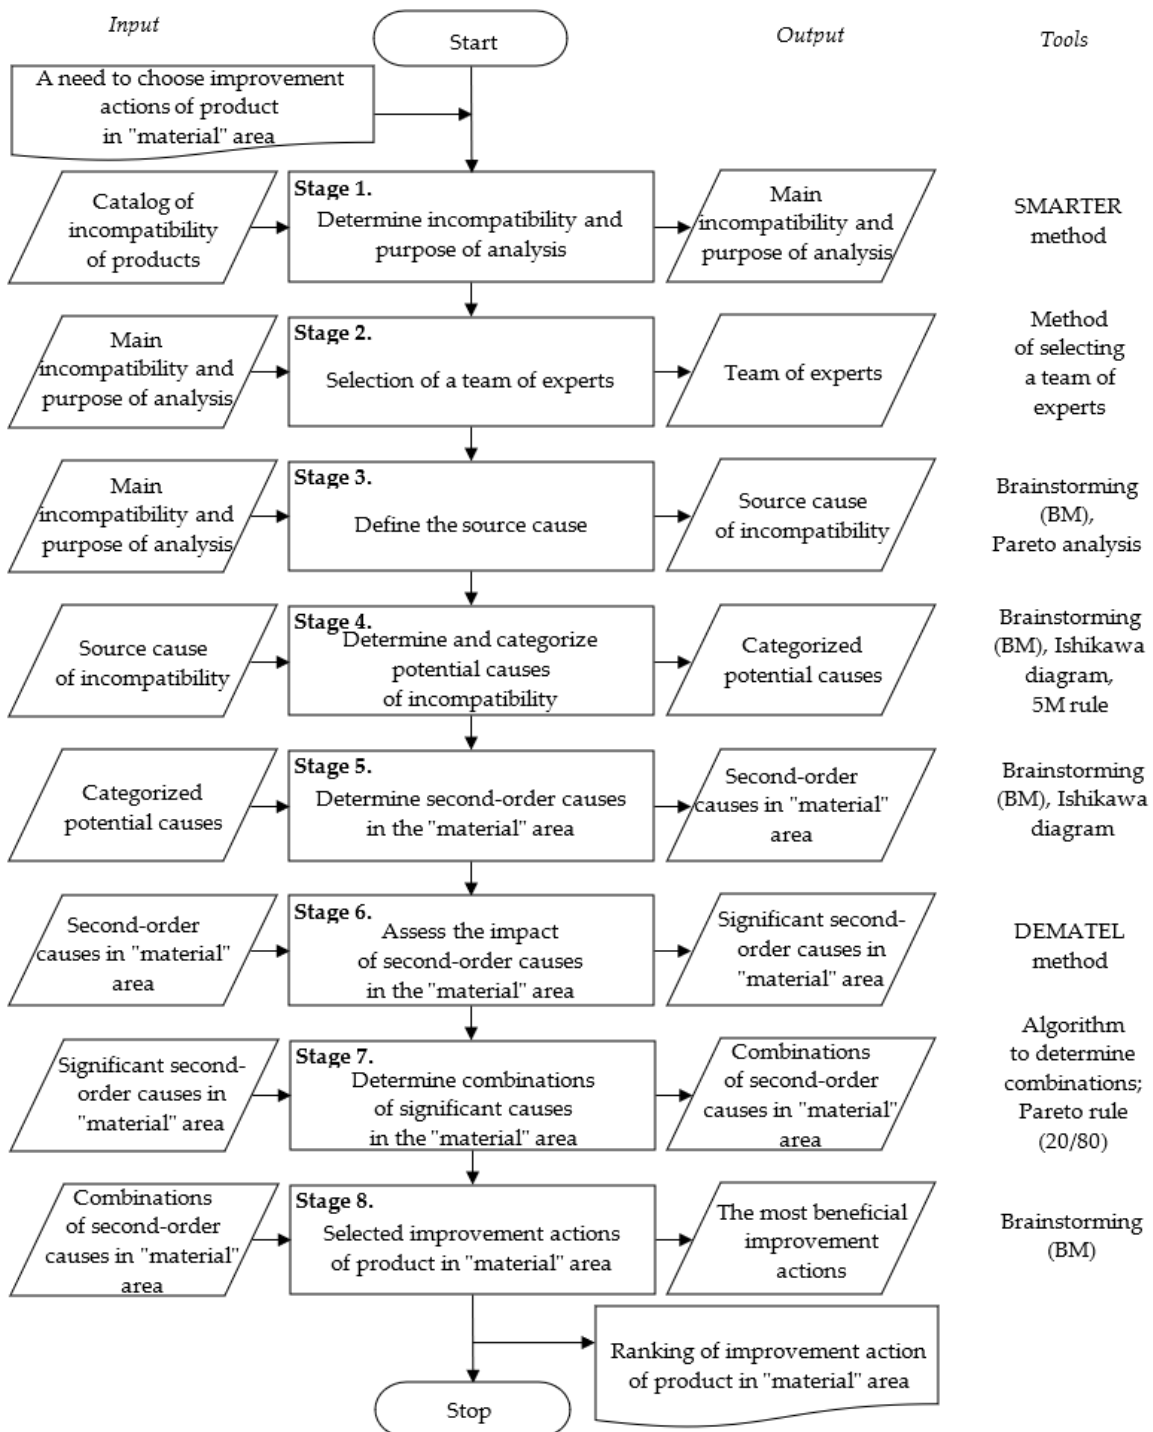 Input
Start
Output
Tools
A need to choose improvement
actions of product
in "material" area
Catalog of
incompatibility
of products
Stage 1.
Determine incompatibility and
purpose of analysis
Main
incompatibility and
purpose of analysis
SMARTER
method
Main
incompatibility and
purpose of analysis
Stage 2.
Selection of a team of experts
Team of experts
Method
of selecting
a team of
experts
Main
incompatibility and
purpose of analysis
Stage 3.
Define the source cause
Source cause
of incompatibility
Brainstorming
(BM),
Pareto analysis
Source cause
of incompatibility
Stage 4.
Determine and categorize
potential causes
of incompatibility
Categorized
potential causes
Brainstorming
(BM), Ishikawa
diagram,
5M rule
Categorized
potential causes
Stage 5.
Determine second-order causes
in the "material" area
Second-order
causes in "material"
area
Brainstorming
(BM), Ishikawa
diagram
Second-order
causes in "material"
area
Stage 6.
Assess the impact
of second-order causes
in the "material" area
Significant second-
order causes in
"material" area
DEMATEL
method
Significant second-
order causes in
"material" area
Stage 7.
Determine combinations
of significant causes
in the "material" area
Combinations
of second-order
causes in "material"
area
Algorithm
to determine
combinations;
Pareto rule
(20/80)
Combinations
of second-order
causes in "material"
area
Stage 8.
Selected improvement actions
of product in "material" area
The most beneficial
improvement
actions
Brainstorming
(BM)
Ranking of improvement action
of product in "material" area
Stop